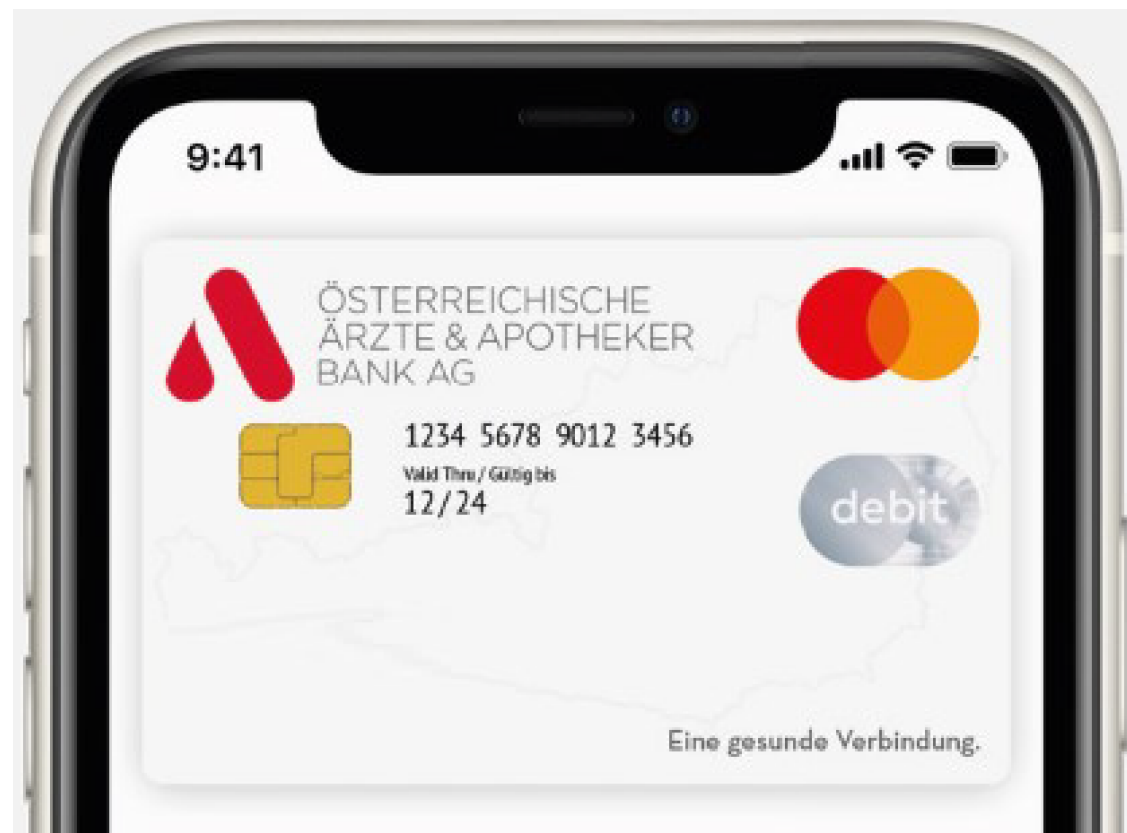 9:41
ÖSTERREICHISCHE
ÄRZTE & APOTHEKER
BANK AG
1234 5678 9012 3456
Valid Thru / Gültig bis
12/24
debit
Eine gesunde Verbindung.